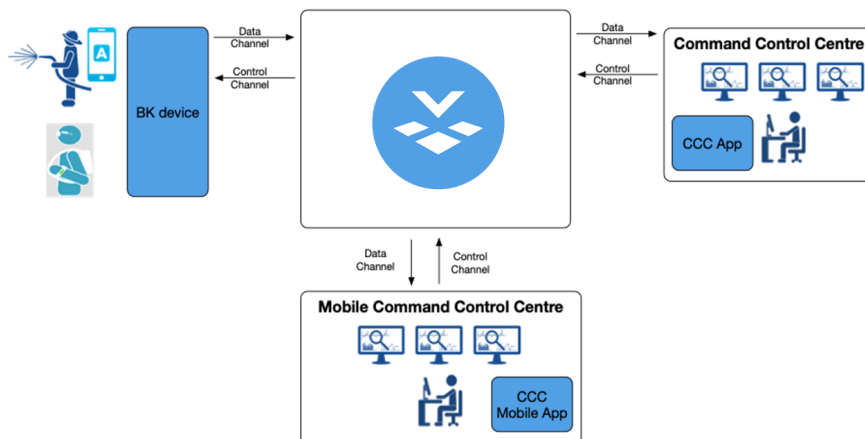 A
BK device
Data
Channel
Control
Channel
Data
Channel
Control
Channel
Command Control Centre
CCC App
Data
Channel
Control
Channel
Mobile Command Control Centre
CCC
Mobile App